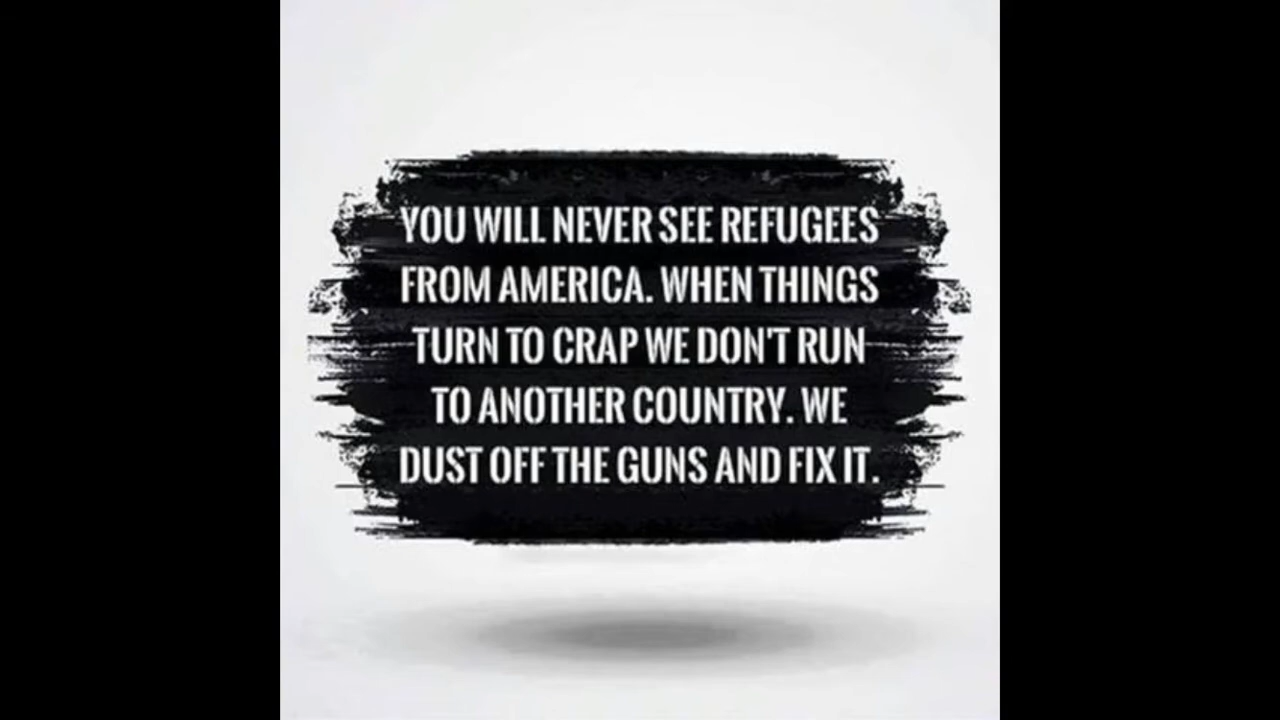 YOU WILL NEVER SEE REFUGEES
FROM AMERICA. WHEN THINGS
TURN TO CRAP WE DON'T RUN
TO ANOTHER COUNTRY. WE
DUST OFF THE GUNS AND FIX IT.